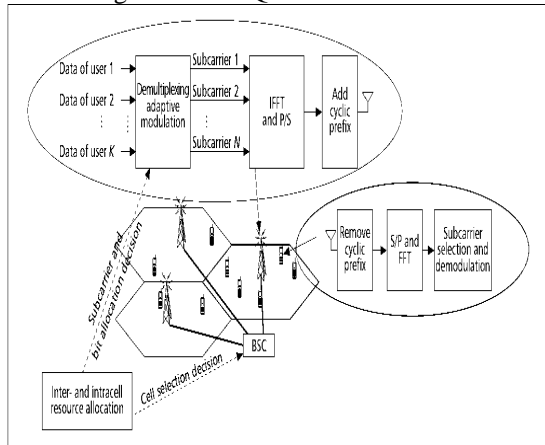 Data of user 1
Data of user 2
Data of user K
Demultiplexing
adaptive
modulation
Subcarrier 1
Subcarrier 2
Subcarrier N
IFFT
and P/S
Add
cyclic
prefix
Remove
cyclic
prefix
S/P and
FFT
Subcarrier
selection and
demodulation
Subcarrier and
bit allocation decision
BSC
Cell selection decision
Inter- and intracell
resource allocation